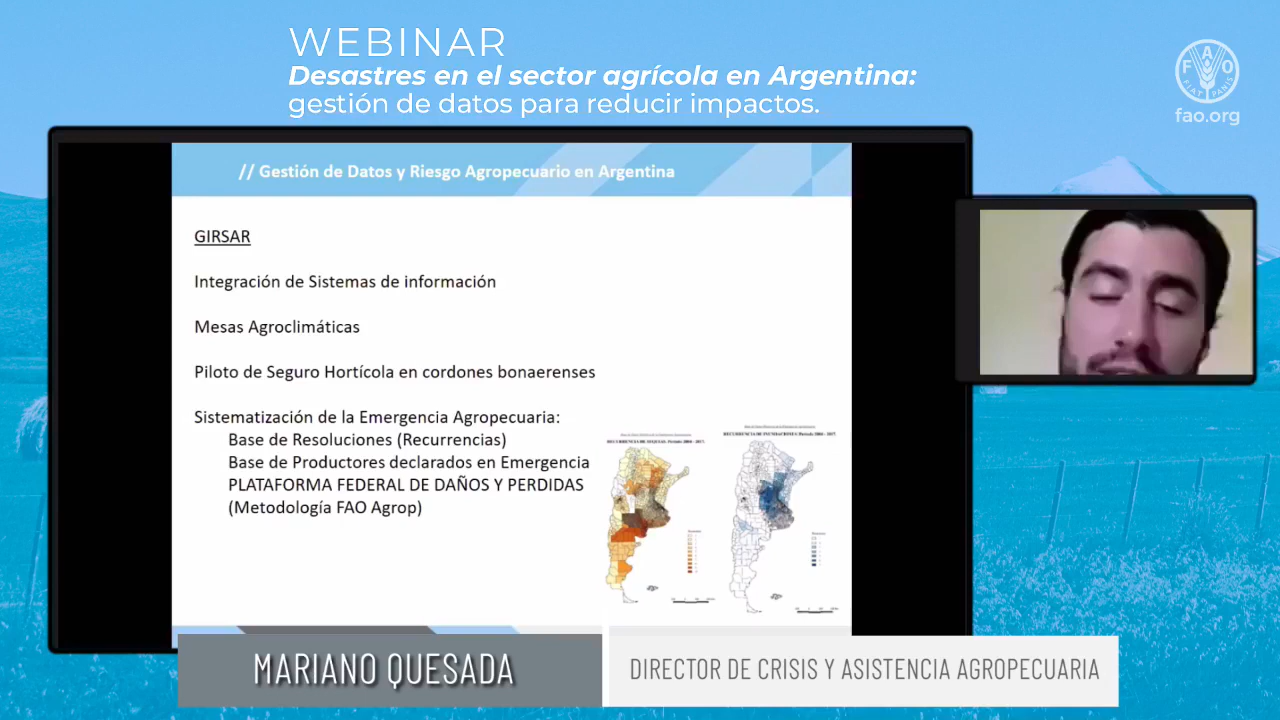 WEBINAR
Desastres en el sector agrícola en Argentina:
gestión de datos para reducir impactos.
FAO
FIAT PANIS
fao.org
// Gestión de Datos y Riesgo Agropecuario en Argentina
GIRSAR
Integración de Sistemas de información
Mesas Agroclimáticas
Piloto de Seguro Hortícola en cordones bonaerenses
Sistematización de la Emergencia Agropecuaria:
Base de Resoluciones (Recurrencias)
Base de Productores declarados en Emergencia
PLATAFORMA FEDERAL DE DAÑOS Y PERDIDAS
(Metodología FAO Agrop)
MARIANO QUESADA
DIRECTOR DE CRISIS Y ASISTENCIA AGROPECUARIA